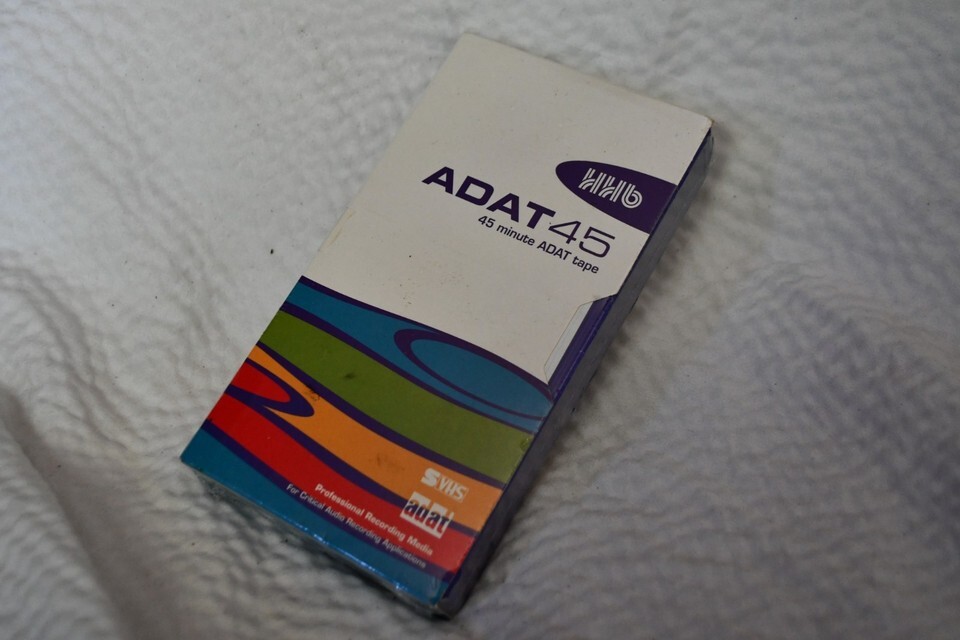 HHb
ADAT45
45 minute ADAT tape
S VHS
adat
Professional Recording Media
For Critical Audio Recording Applications